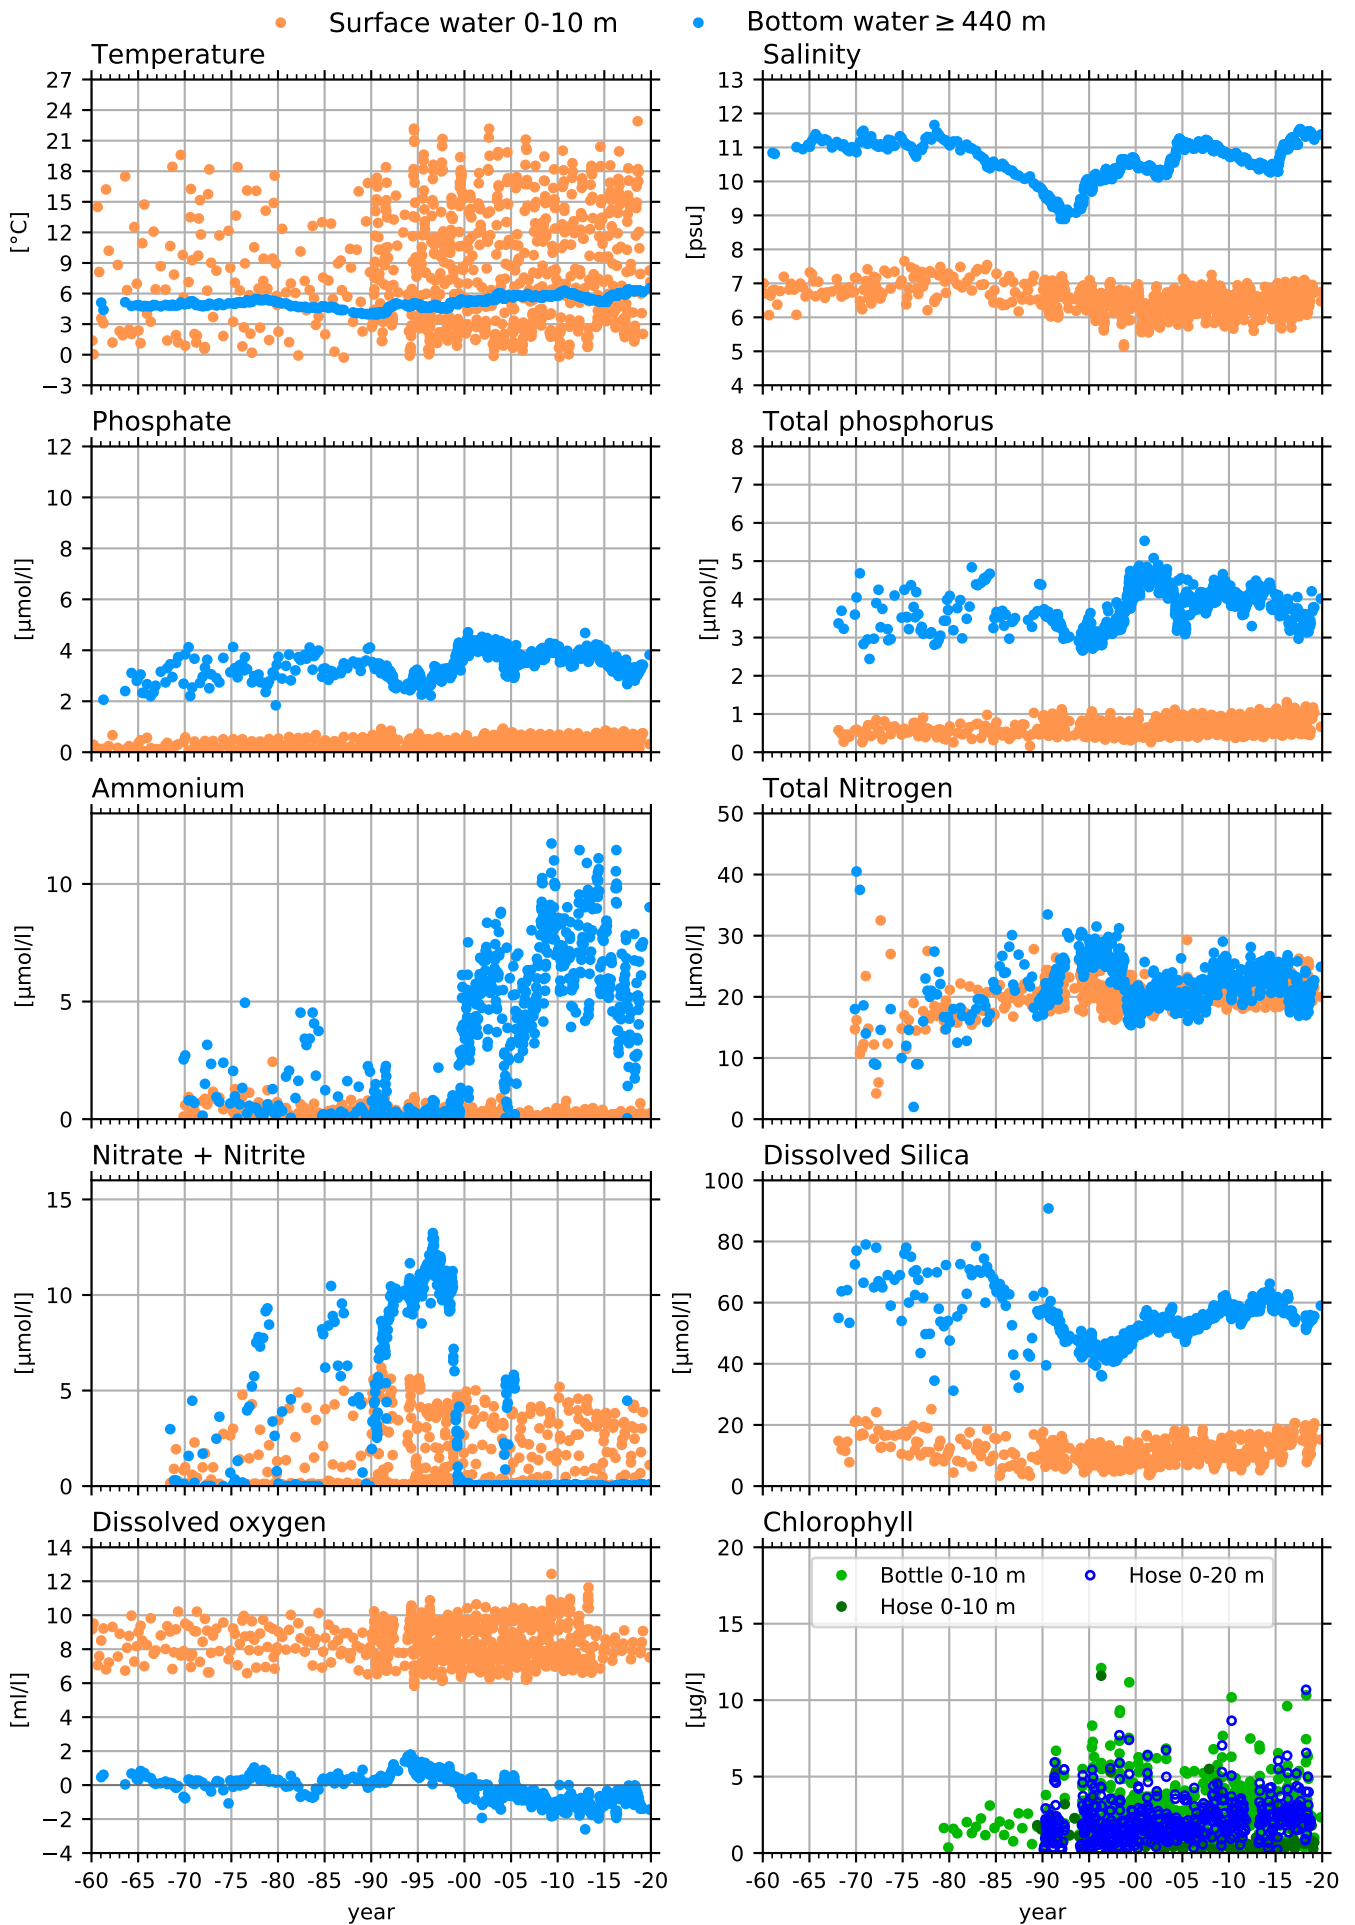 Surface water 0-10 m
Bottom water ≥ 440 m
Temperature
Salinity
27
24
21
18
15
12
9
6
3
0
−3
[°C]
13
12
11
10
9
8
7
6
5
4
[psu]
Phosphate
Total phosphorus
12
10
8
6
4
2
0
[µmol/l]
8
7
6
5
4
3
2
1
0
[µmol/l]
Ammonium
Total Nitrogen
10
5
0
[µmol/l]
50
40
30
20
10
0
[µmol/l]
Nitrate + Nitrite
Dissolved Silica
15
10
5
0
[µmol/l]
100
80
60
40
20
0
[µmol/l]
Dissolved oxygen
Chlorophyll
14
12
10
8
6
4
2
0
−2
−4
[ml/l]
20
15
10
5
0
[µg/l]
Bottle 0-10 m
Hose 0-20 m
Hose 0-10 m
-60 -65 -70 -75 -80 -85 -90 -95 -00 -05 -10 -15 -20
-60 -65 -70 -75 -80 -85 -90 -95 -00 -05 -10 -15 -20
year
year